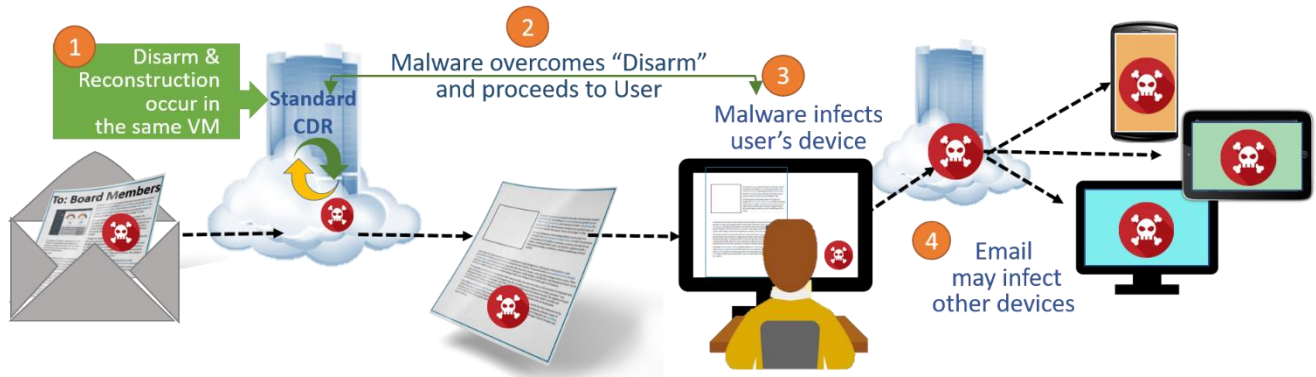 1
Disarm &
Reconstruction
occur in
the same VM
Standard
CDR
2
Malware overcomes “Disarm”
and proceeds to User
3
Malware infects
user’s device
To: Board Members
4
Email
may infect
other devices